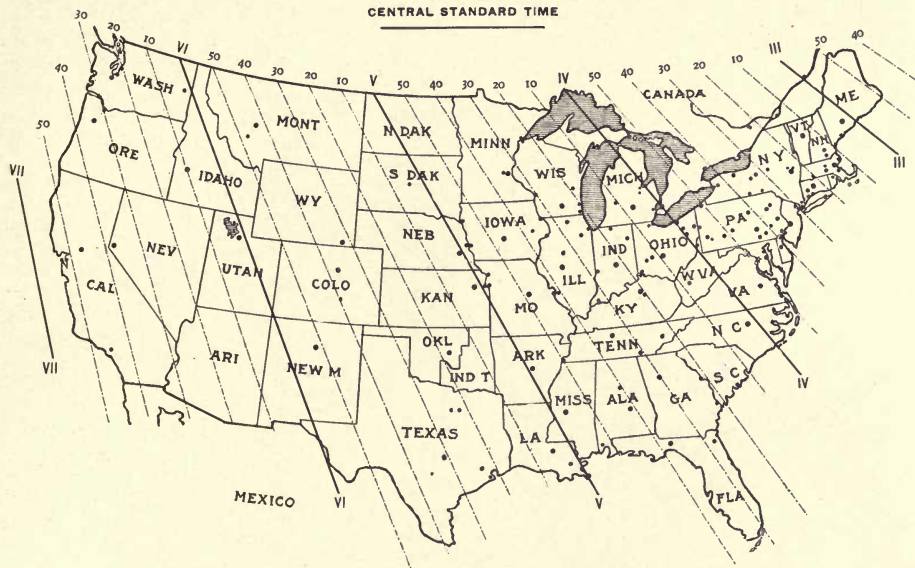 CENTRAL STANDARD TIME
30 20 10 VI 50 40 30 20 10 V 50 40 30 20 10 IV 50 40 30 20 10 III 50 40
40
50
VII
VII
WASH
MONT
N DAK
MINN
CANADA
ME
III
VT
NH
ORE
IDAHO
WY
S DAK
WIS
MICH
N Y
NEV
UTAH
NEB
IOWA
ILL
IND
OHIO
PA
W VA
VA
CAL
COLO
KAN
MO
KY
N C
ARI
NEW M
OKL
IND T
ARK
TENN
S C
IV
TEXAS
LA
MISS
ALA
GA
FLA
MEXICO
VI
V